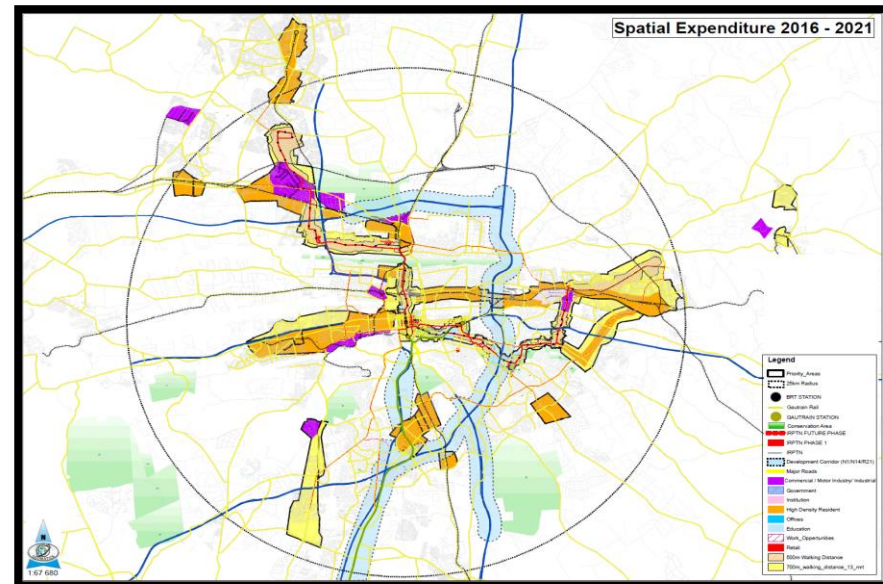 Spatial Expenditure 2016 - 2021
Legend
Priority_Areas
25km Radius
BRT STATION
Gautrain Rail
GAUTRAIN STATION
Conservation Area
IRPTN FUTURE PHASE
IRPTN PHASE 1
IRPTN
Development Corridor (N1/N14/R21)
Major Roads
Commercial / Motor Industry/ Industrial
Government
Institution
High Density Resident
Offices
Education
Work_Opportunities
Retail
500m Walking Distance
700m_walking_distance_13_mrt
N
1:67 680